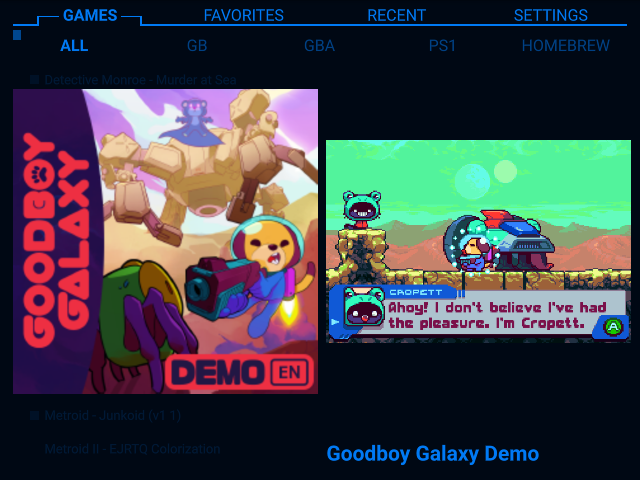 GAMES FAVORITES RECENT SETTINGS
ALL GB GBA PS1 HOMEBREW
Detective Monroe - Murder at Sea
GOODBOY
GALAXY
DEMO EN
CROPETT
Ahoy! I don't believe I've had
the pleasure. I'm Cropett.
A
Metroid - Junkoid (v1 1)
Metroid II - EJRTQ Colorization
Goodboy Galaxy Demo